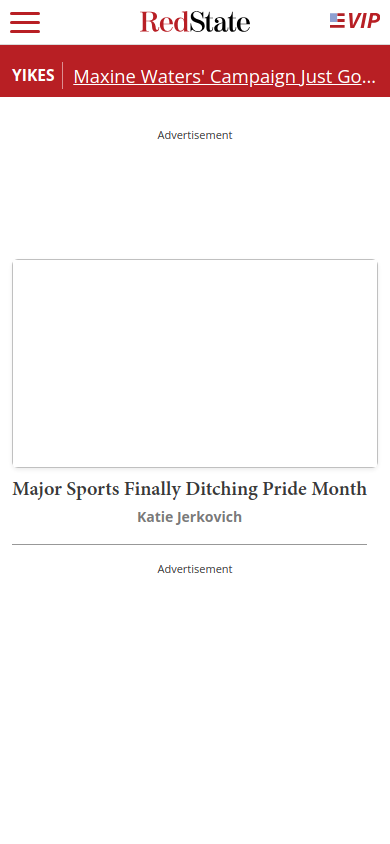 RedState
VIP
YIKES
Maxine Waters' Campaign Just Go...
Advertisement
Major Sports Finally Ditching Pride Month
Katie Jerkovich
Advertisement